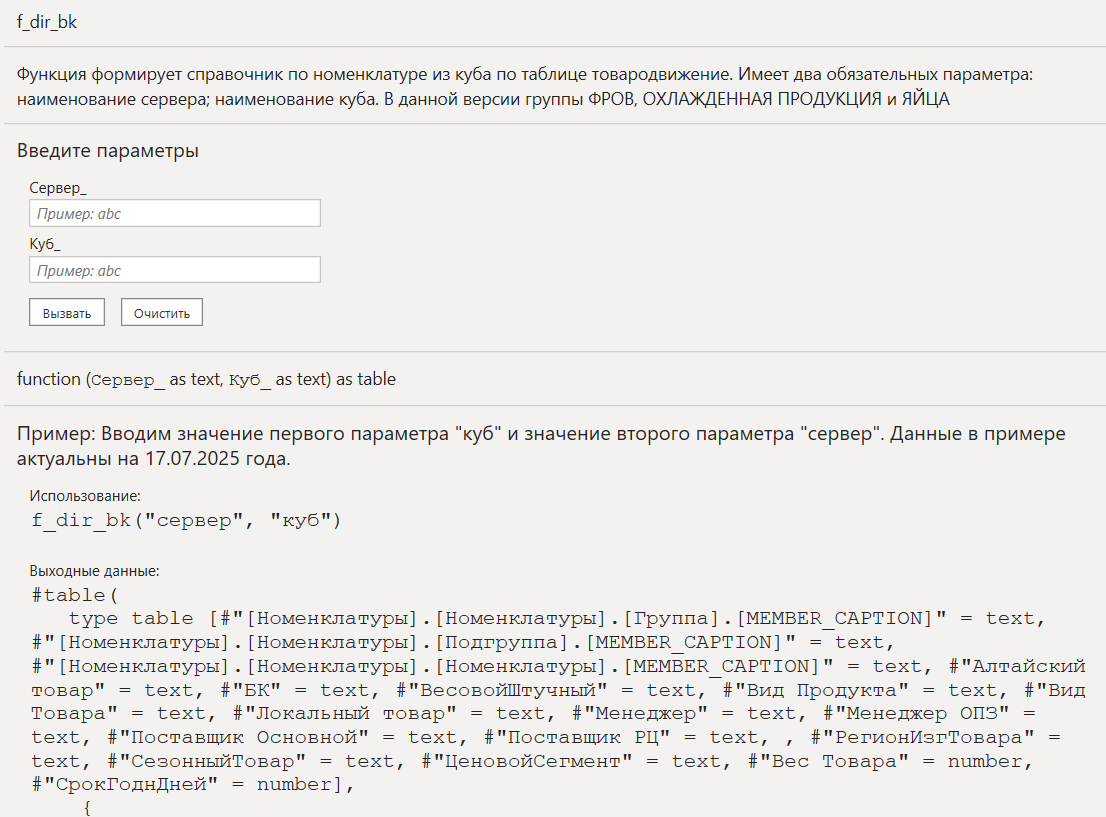 f_dir_bk
Функция формирует справочник по номенклатуре из куба по таблице товародвижение. Имеет два обязательных параметра:
наименование сервера; наименование куба. В данной версии группы ФРОВ, ОХЛАЖДЕННАЯ ПРОДУКЦИЯ и ЯЙЦА
Введите параметры
Сервер_
Пример: abc
Куб_
Пример: abc
Вызвать Очистить
function (Сервер_ as text, Куб_ as text) as table
Пример: Вводим значение первого параметра "куб" и значение второго параметра "сервер". Данные в примере
актуальны на 17.07.2025 года.
Использование:
f_dir_bk("сервер", "куб")
Выходные данные:
#table(
type table [#"[Номенклатуры].[Номенклатуры].[Группа].[MEMBER_CAPTION]" = text,
#"[Номенклатуры].[Номенклатуры].[Подгруппа].[MEMBER_CAPTION]" = text,
#"[Номенклатуры].[Номенклатуры].[Номенклатуры].[MEMBER_CAPTION]" = text, #"Алтайский
товар" = text, #"БК" = text, #"ВесовойШтучный" = text, #"Вид Продукта" = text, #"Вид
Товара" = text, #"Локальный товар" = text, #"Менеджер" = text, #"Менеджер ОПЗ" =
text, #"Поставщик Основной" = text, #"Поставщик РЦ" = text, , #"РегионИзгТовара" =
text, #"СезонныйТовар" = text, #"ЦеновойСегмент" = text, #"Вес Товара" = number,
#"СрокГоднДней" = number],
{